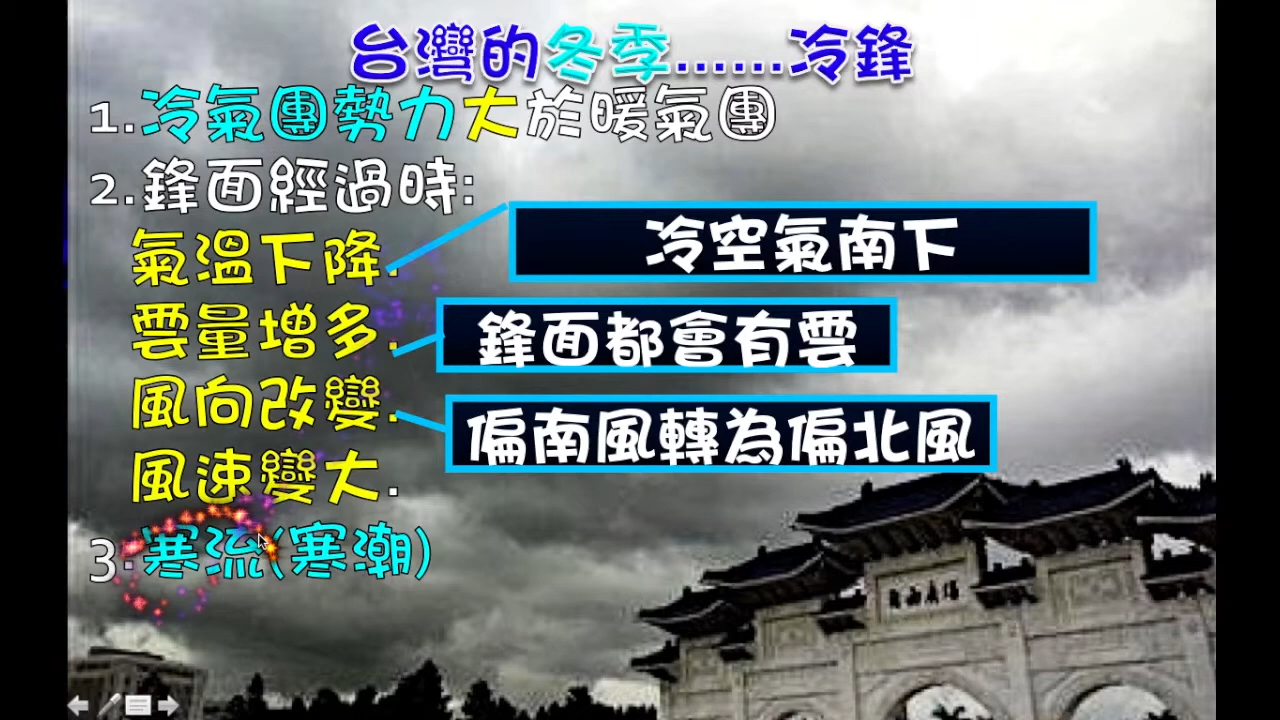 台灣的冬季......冷鋒
1.冷氣團勢力大於暖氣團
2.鋒面經過時:
氣溫下降.
冷空氣南下
雲量增多.
鋒面都會有雲
風向改變.
偏南風轉為偏北風
風速變大.
3.寒流(寒潮)